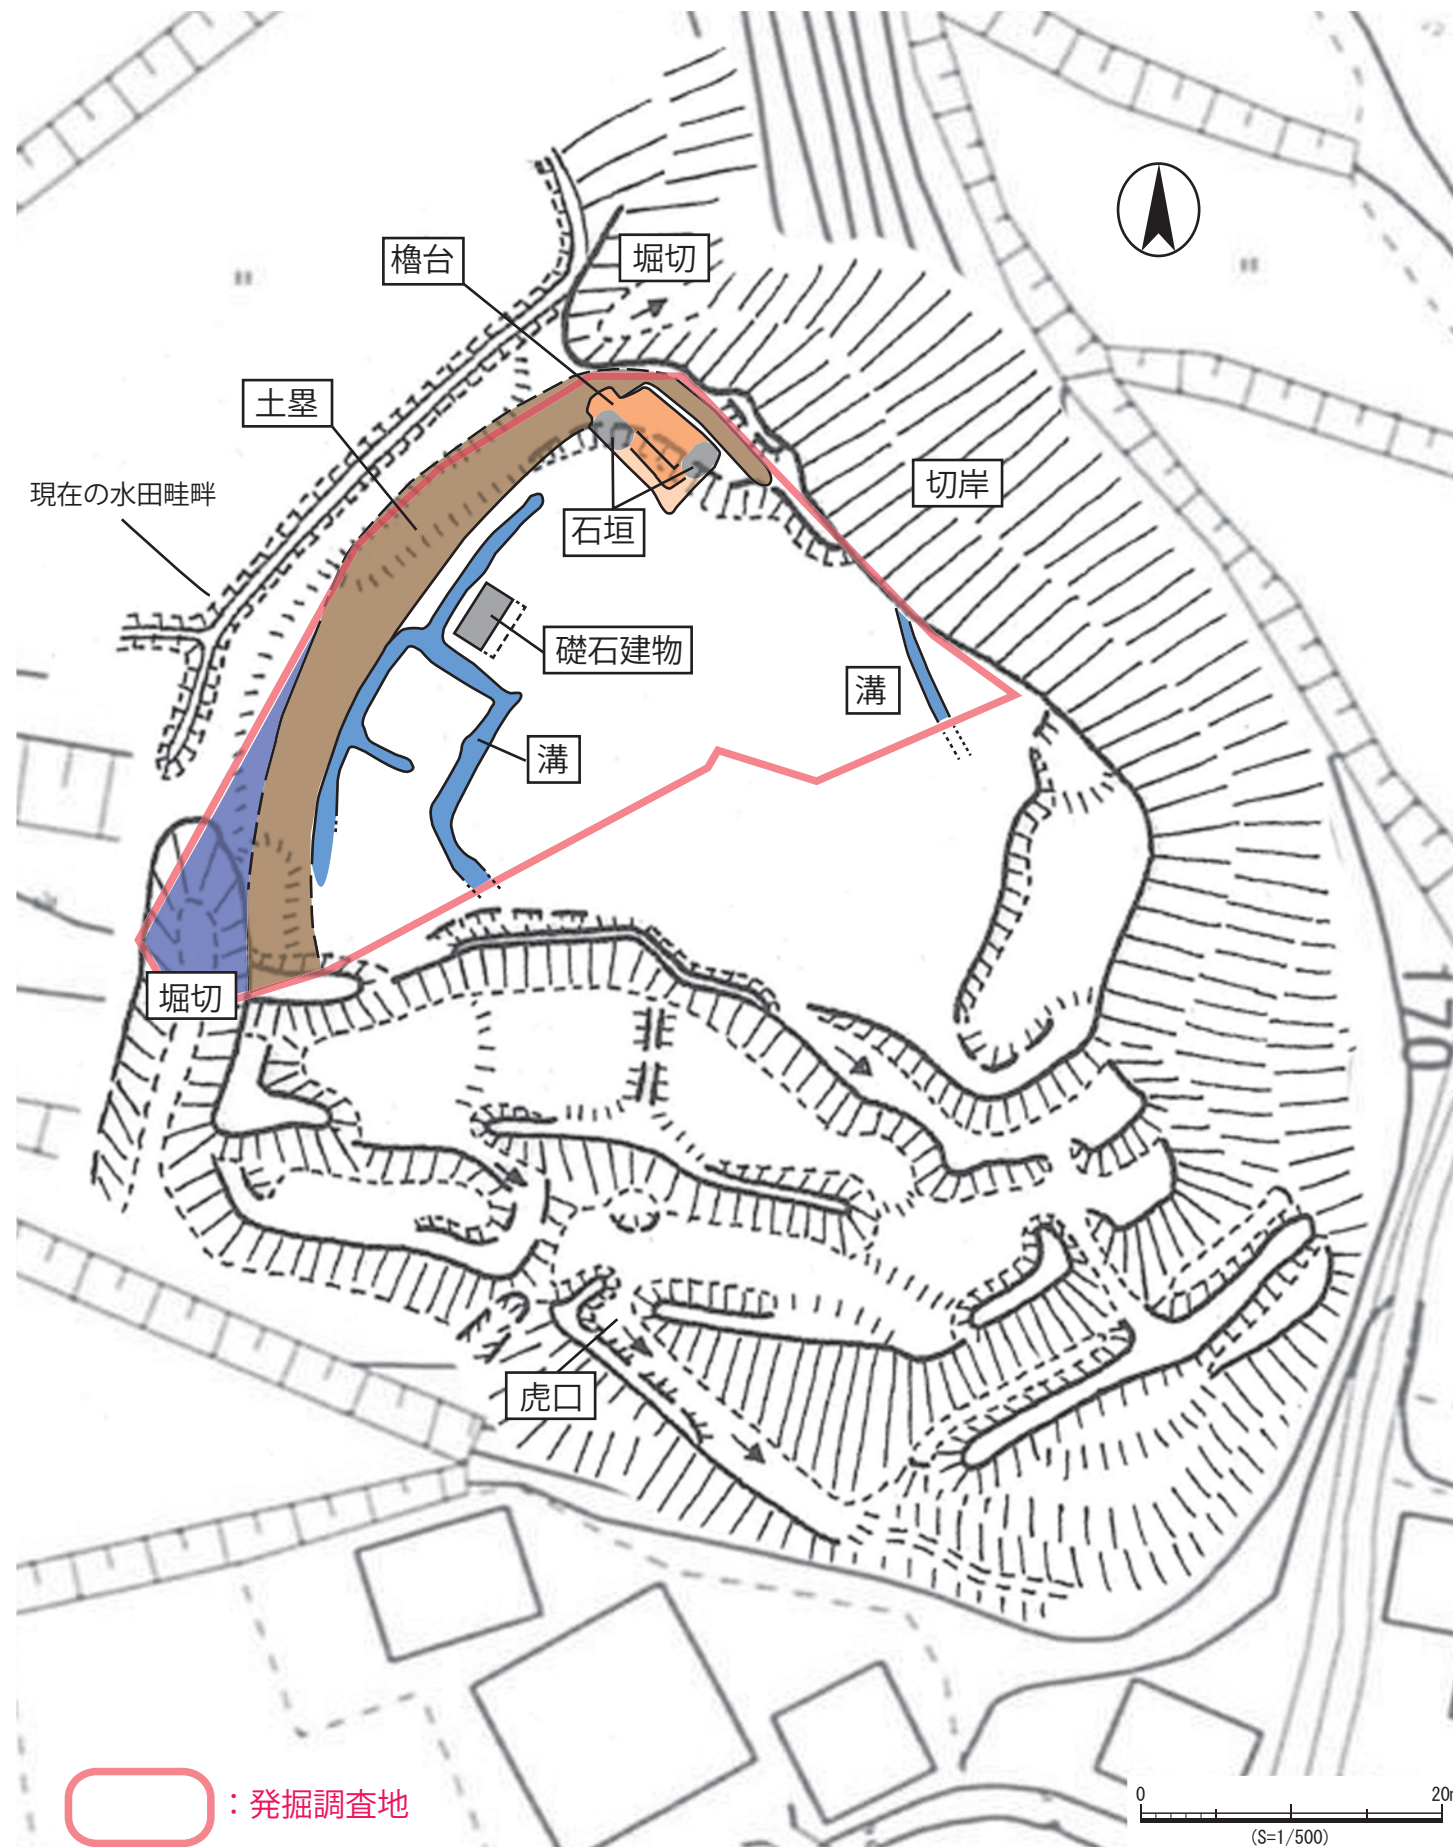 櫓台
堀切
土塁
切岸
現在の水田畦畔
石垣
礎石建物
溝
溝
堀切
170
虎口
：発掘調査地
0
20m
(S=1/500)